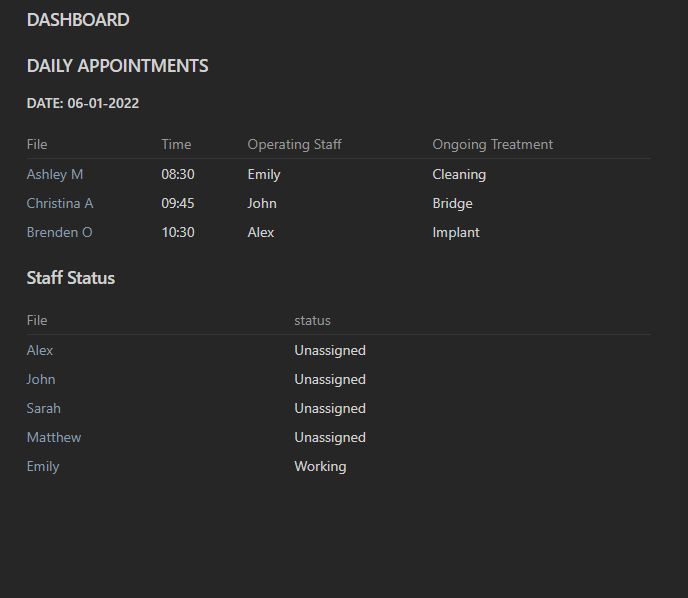 DASHBOARD
DAILY APPOINTMENTS
DATE: 06-01-2022
File Time Operating Staff Ongoing Treatment
Ashley M 08:30 Emily Cleaning
Christina A 09:45 John Bridge
Brenden O 10:30 Alex Implant
Staff Status
File status
Alex Unassigned
John Unassigned
Sarah Unassigned
Matthew Unassigned
Emily Working